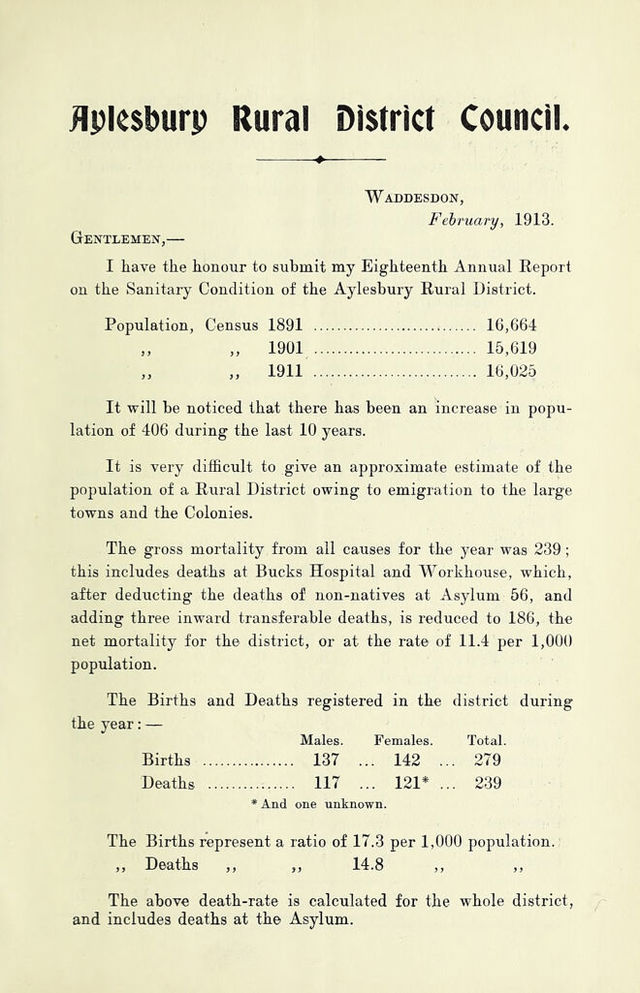 Aylesbury Rural District Council.
Waddesdon,
February, 1913.
Gentlemen,—
I have the honour to submit my Eighteenth Annual Report
on the Sanitary Condition of the Aylesbury Rural District.
Population, Census 1891 ............................ 16,664
,, ,, 1901 ............................ 15,619
,, ,, 1911 ............................ 16,025
It will be noticed that there has been an increase in popu-
lation of 406 during the last 10 years.
It is very difficult to give an approximate estimate of the
population of a Rural District owing to emigration to the large
towns and the Colonies.
The gross mortality from all causes for the year was 239;
this includes deaths at Bucks Hospital and Workhouse, which,
after deducting the deaths of non-natives at Asylum 56, and
adding three inward transferable deaths, is reduced to 186, the
net mortality for the district, or at the rate of 11.4 per 1,000
population.
The Births and Deaths registered in the district during
the year:—
Males. Females. Total.
Births ................ 137 ... 142 ... 279
Deaths ............... 117 ... 121* ... 239
* And one unknown.
The Births represent a ratio of 17.3 per 1,000 population.
,, Deaths ,, ,, 14.8 ,, ,,
The above death-rate is calculated for the whole district,
and includes deaths at the Asylum.